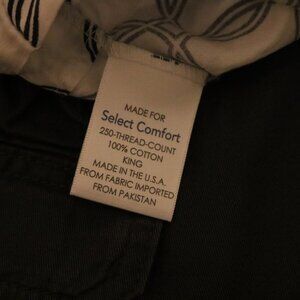 MADE FOR
Select Comfort
250-THREAD-COUNT
100% COTTON
KING
MADE IN THE U.S.A.
FROM FABRIC IMPORTED
FROM PAKISTAN